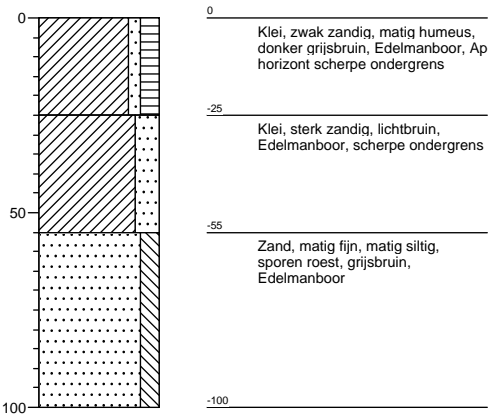 0
50
100
0
Klei, zwak zandig, matig humeus,
donker grijsbruin, Edelmanboor, Ap
horizont scherpe ondergrens
-25
Klei, sterk zandig, lichtbruin,
Edelmanboor, scherpe ondergrens
-55
Zand, matig fijn, matig siltig,
sporen roest, grijsbruin,
Edelmanboor
-100